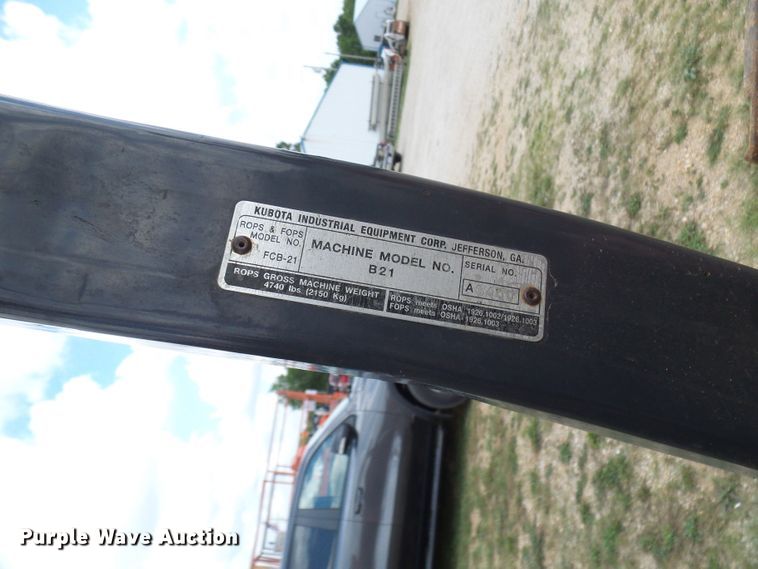 KUBOTA INDUSTRIAL EQUIPMENT CORP. JEFFERSON, GA.
ROPS & FOPS
MODEL NO.
FCB-21
MACHINE MODEL NO.
B21
SERIAL NO.
A
ROPS GROSS MACHINE WEIGHT
4740 lbs. (2150 Kg)
ROPS meets OSHA 1926,1002/1926,1003
FOPS meets OSHA 1926,1003
Purple Wave Auction